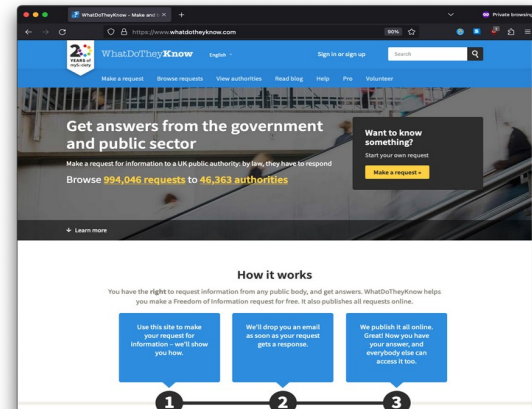 WhatDoTheyKnow – Make and b
Private browsing
https://www.whatdotheyknow.com
90%
20
YEARS of
mySociety
WhatDoTheyKnow
English
Sign in or sign up
Search
Make a request
Browse requests
View authorities
Read blog
Help
Pro
Volunteer
Get answers from the government
and public sector
Make a request for information to a UK public authority: by law, they have to respond
Browse 994,046 requests to 46,363 authorities
Want to know
something?
Start your own request
Make a request »
Learn more
How it works
You have the right to request information from any public body, and get answers. WhatDoTheyKnow helps
you make a Freedom of Information request for free. It also publishes all requests online.
Use this site to make
your request for
information – we'll show
you how.
We'll drop you an email
as soon as your request
gets a response.
We publish it all online.
Great! Now you have
your answer, and
everybody else can
access it too.
1
2
3